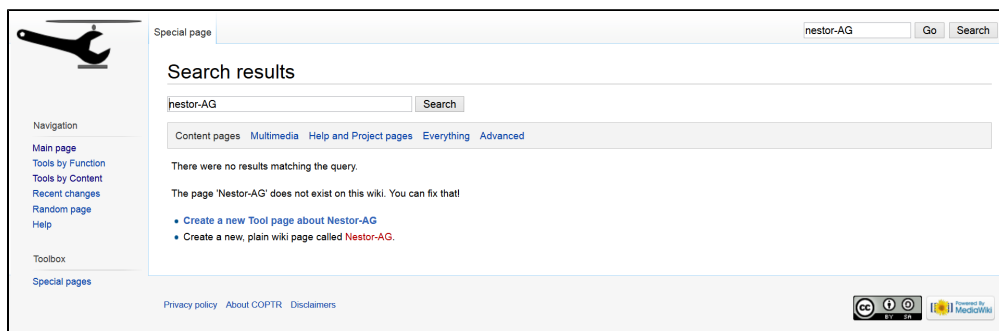 Special page
nestor-AG Go Search
Search results
nestor-AG Search
Content pages Multimedia Help and Project pages Everything Advanced
There were no results matching the query.
The page 'Nestor-AG' does not exist on this wiki. You can fix that!
Create a new Tool page about Nestor-AG
Create a new, plain wiki page called Nestor-AG.
Navigation
Main page
Tools by Function
Tools by Content
Recent changes
Random page
Help
Toolbox
Special pages
Privacy policy About COPTR Disclaimers
cc BY SA
Powered By
MediaWiki